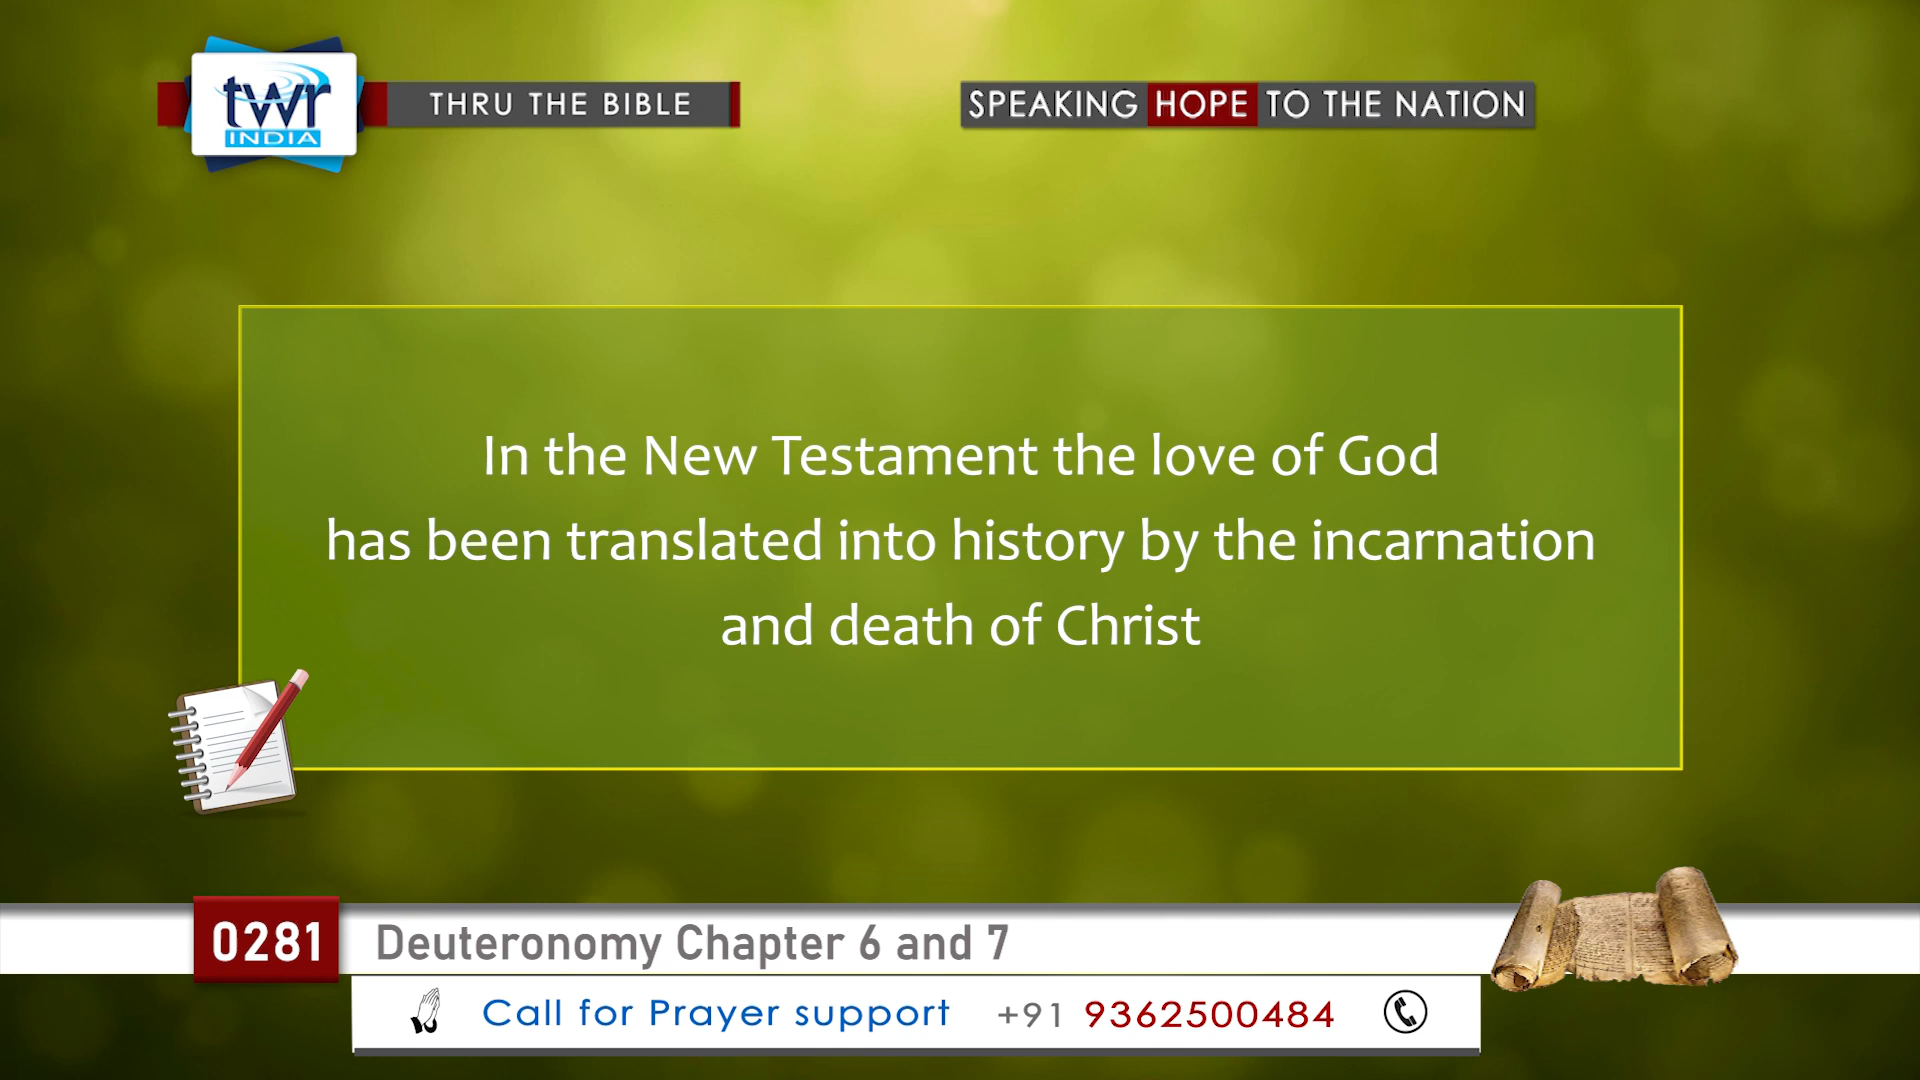 twr
INDIA
THRU THE BIBLE
SPEAKING HOPE TO THE NATION
In the New Testament the love of God
has been translated into history by the incarnation
and death of Christ
0281
Deuteronomy Chapter 6 and 7
Call for Prayer support +91 9362500484